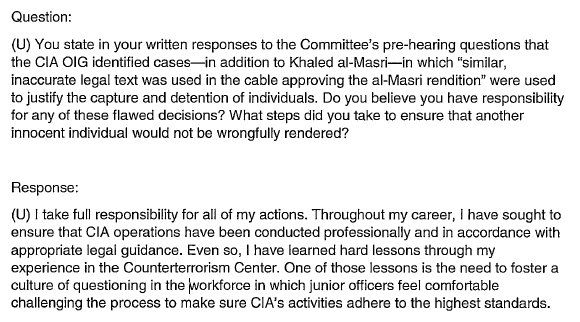 Question:
(U) You state in your written responses to the Committee's pre-hearing questions that
the CIA OIG identified cases—in addition to Khaled al-Masri—in which "similar,
inaccurate legal text was used in the cable approving the al-Masri rendition" were used
to justify the capture and detention of individuals. Do you believe you have responsibility
for any of these flawed decisions? What steps did you take to ensure that another
innocent individual would not be wrongfully rendered?
Response:
(U) I take full responsibility for all of my actions. Throughout my career, I have sought to
ensure that CIA operations have been conducted professionally and in accordance with
appropriate legal guidance. Even so, I have learned hard lessons through my
experience in the Counterterrorism Center. One of those lessons is the need to foster a
culture of questioning in the workforce in which junior officers feel comfortable
challenging the process to make sure CIA's activities adhere to the highest standards.